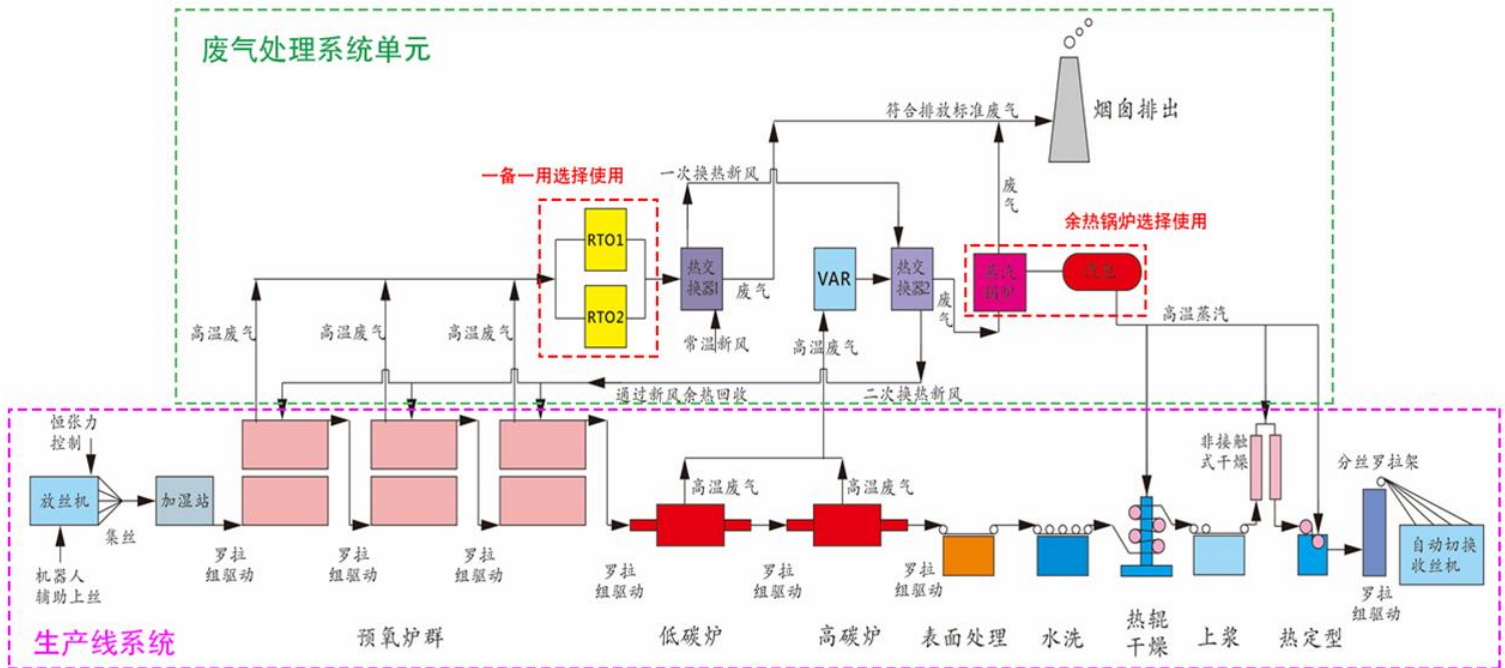 废气处理系统单元
符合排放标准废气
烟囱排出
一备一用选择使用
一次换热新风
废
气
余热锅炉选择使用
RTO1
RTO2
热交
换器1
废气
VAR
热交
换器2
废
气
蒸汽
锅炉
汽包
高温废气
高温废气
高温废气
常温新风
高温废气
高温蒸汽
通过新风余热回收
二次换热新风
恒张力
控制
放丝机
集丝
机器人
辅助上丝
加湿站
罗拉
组驱动
罗拉
组驱动
罗拉
组驱动
高温废气
高温废气
罗拉
组驱动
罗拉
组驱动
罗拉
组驱动
非接触
式干燥
分丝罗拉架
自动切换
收丝机
罗拉
组驱动
生产线系统
预氧炉群
低碳炉
高碳炉
表面处理
水洗
热辊
干燥
上浆
热定型